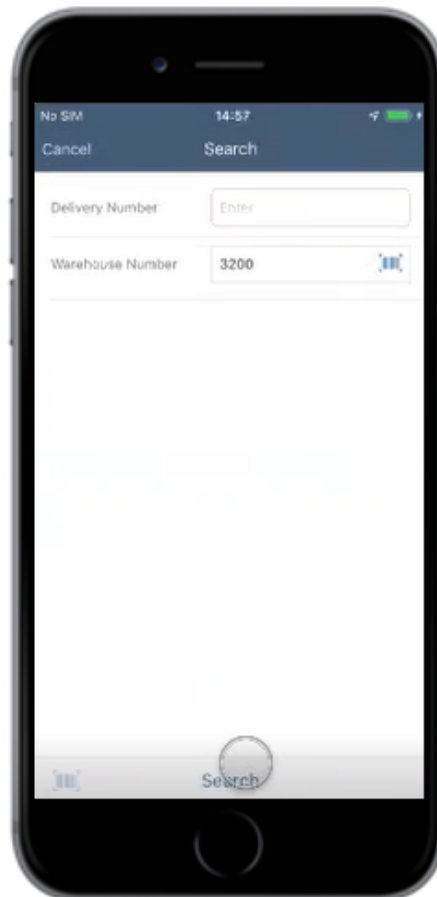 No SIM 14:57
Cancel Search
Delivery Number Enter
Warehouse Number 3200
Search